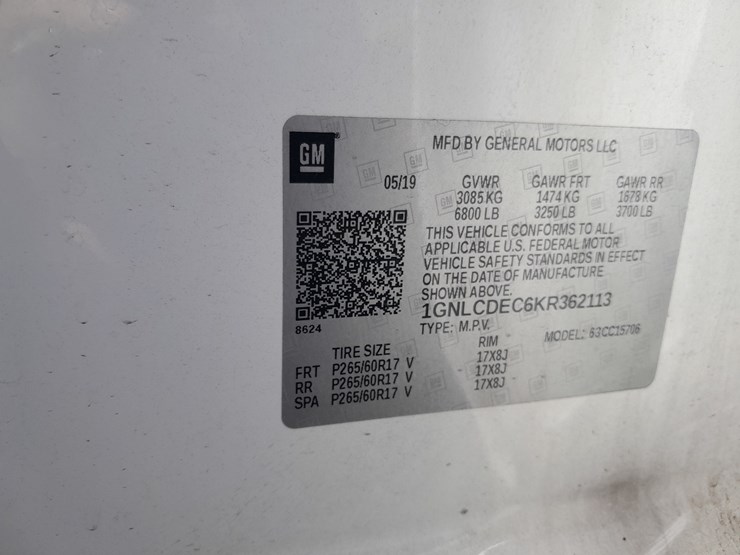 GM
MFD BY GENERAL MOTORS LLC
05/19 GVWR GAWR FRT GAWR RR
3085 KG 1474 KG 1678 KG
6800 LB 3250 LB 3700 LB
THIS VEHICLE CONFORMS TO ALL
APPLICABLE U.S. FEDERAL MOTOR
VEHICLE SAFETY STANDARDS IN EFFECT
ON THE DATE OF MANUFACTURE
SHOWN ABOVE.
1GNLCDEC6KR362113
8624
TYPE: M.P.V. MODEL: 63CC15706
TIRE SIZE RIM
FRT P265/60R17 V 17X8J
RR P265/60R17 V 17X8J
SPA P265/60R17 V 17X8J